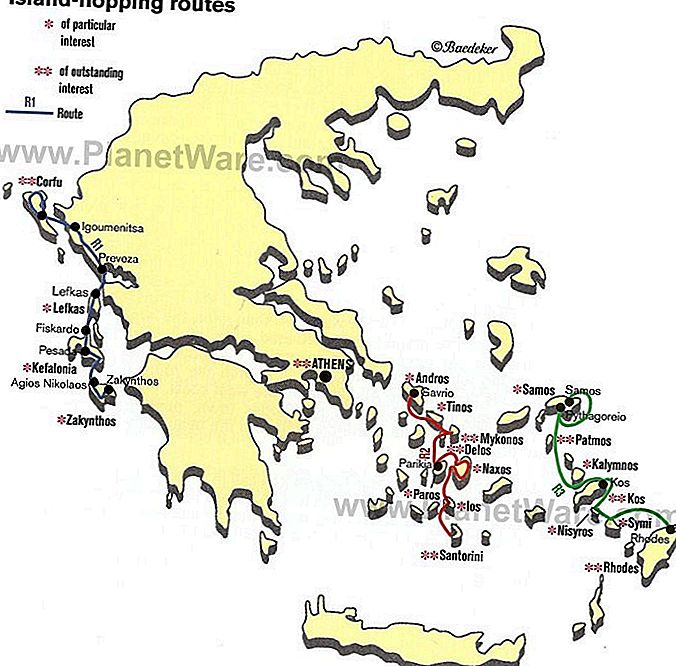 Island-hopping routes
* of particular
interest
** of outstanding
interest
R1
Route
©Baedeker
www.PlanetWare.com
**Corfu
Igoumenitsa
R1
Preveza
Lefkas
*Lefkas
Fiskardo
Pesada
*Kefalonia
Agios Nikolaos
Zakynthos
*Zakynthos
**ATHENS
*Andros
Gavrio
*Tinos
**Mykonos
**Delos
R2
Parikia
*Naxos
*Paros
*Ios
**Santorini
*Samos
Samos
Pythagoreio
**Patmos
*Kalymnos
R3
Kos
**Kos
*Nisyros
*Symi
Rhodes
**Rhodes
www.PlanetWare.com